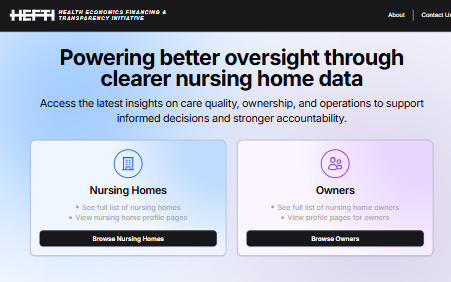 HEFTI HEALTH ECONOMICS FINANCING &
TRANSPARENCY INITIATIVE
About
Contact Us
Powering better oversight through
clearer nursing home data
Access the latest insights on care quality, ownership, and operations to support
informed decisions and stronger accountability.
Nursing Homes
• See full list of nursing homes
• View nursing home profile pages
Browse Nursing Homes
Owners
• See full list of nursing home owners
• View profile pages for owners
Browse Owners